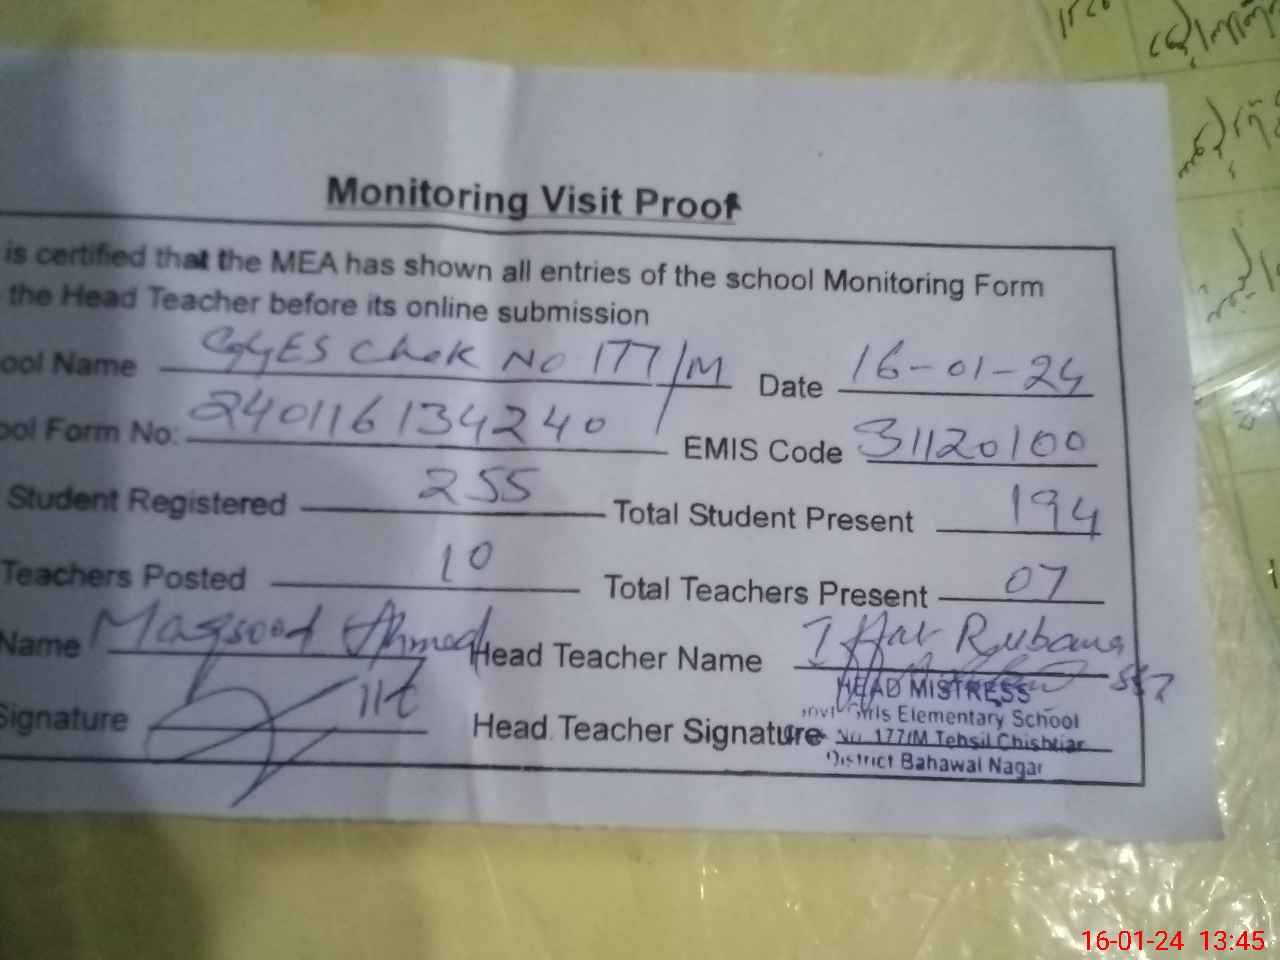 Monitoring Visit Proof
is certified that the MEA has shown all entries of the school Monitoring Form
the Head Teacher before its online submission
ool Name GGES Chak No 177/M Date 16-01-24
ool Form No: 240116134240 EMIS Code 31120100
Student Registered 255 Total Student Present 194
Teachers Posted 10 Total Teachers Present 07
Name Maqsood Ahmed Head Teacher Name Iffat Rubana
Signature Head Teacher Signature
HEAD MISTRESS
Girls Elementary School
No. 177/M Tehsil Chishtian
District Bahawal Nagar
16-01-24 13:45